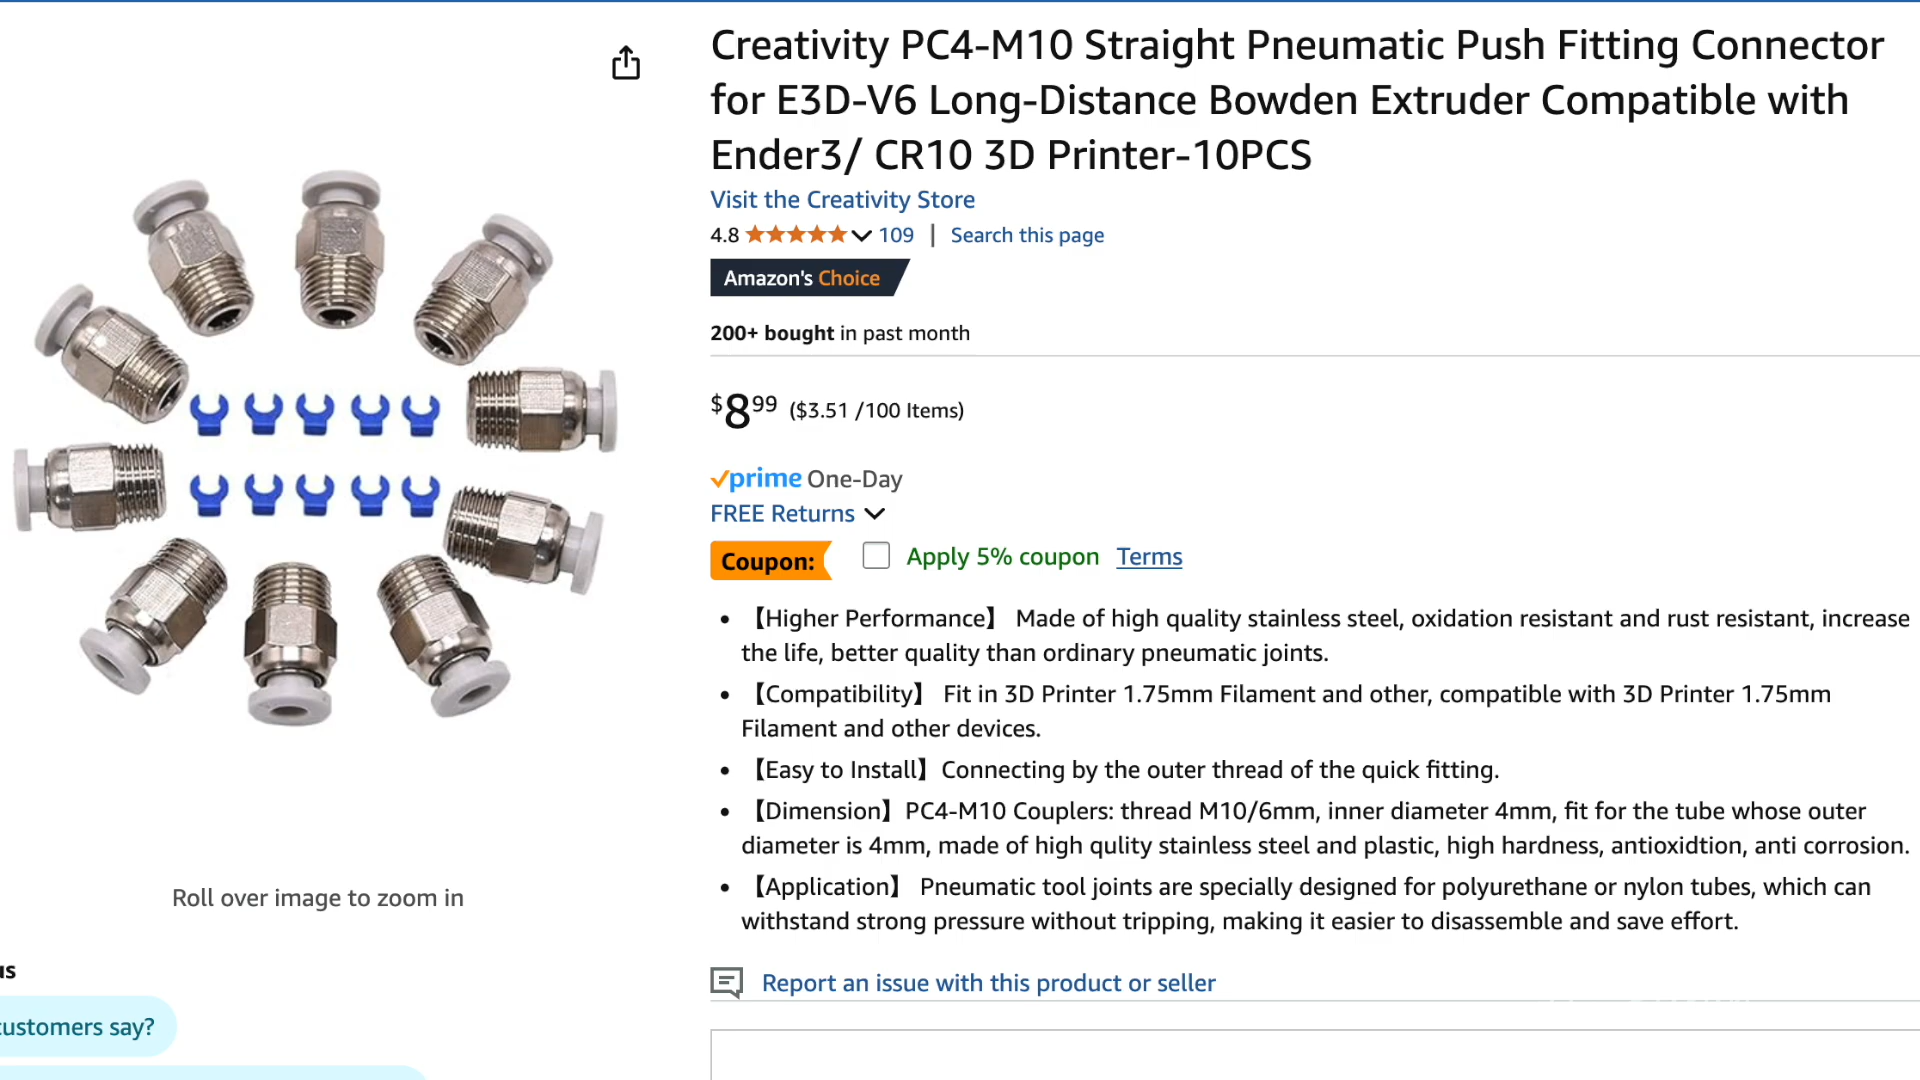 Creativity PC4-M10 Straight Pneumatic Push Fitting Connector
for E3D-V6 Long-Distance Bowden Extruder Compatible with
Ender3/ CR10 3D Printer-10PCS
Visit the Creativity Store
4.8 109 | Search this page
Amazon's Choice
200+ bought in past month
$8 99 ($3.51 /100 Items)
prime One-Day
FREE Returns
Coupon: Apply 5% coupon Terms
• 【Higher Performance】 Made of high quality stainless steel, oxidation resistant and rust resistant, increase
the life, better quality than ordinary pneumatic joints.
• 【Compatibility】 Fit in 3D Printer 1.75mm Filament and other, compatible with 3D Printer 1.75mm
Filament and other devices.
• 【Easy to Install】Connecting by the outer thread of the quick fitting.
• 【Dimension】PC4-M10 Couplers: thread M10/6mm, inner diameter 4mm, fit for the tube whose outer
diameter is 4mm, made of high qulity stainless steel and plastic, high hardness, antioxidtion, anti corrosion.
• 【Application】 Pneumatic tool joints are specially designed for polyurethane or nylon tubes, which can
withstand strong pressure without tripping, making it easier to disassemble and save effort.
Report an issue with this product or seller
Roll over image to zoom in
us
customers say?